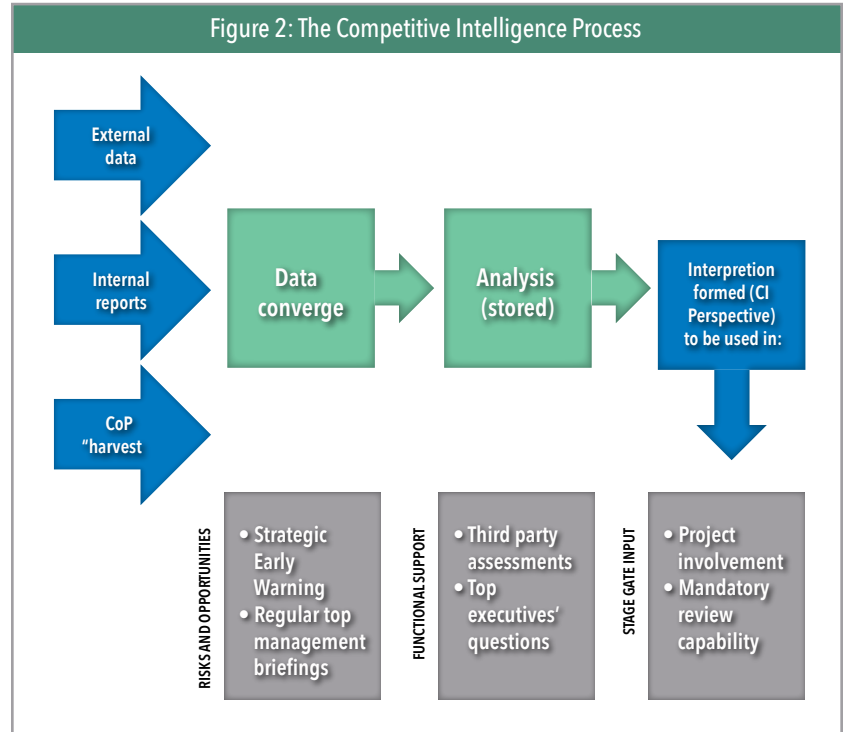 Figure 2: The Competitive Intelligence Process
External
data
Internal
reports
CoP
"harvest
Data
converge
Analysis
(stored)
Interpretion
formed (CI
Perspective)
to be used in:
RISKS AND OPPORTUNITIES
• Strategic
Early
Warning
• Regular top
management
briefings
FUNCTIONAL SUPPORT
• Third party
assessments
• Top
executives’
questions
STAGE GATE INPUT
• Project
involvement
• Mandatory
review
capability